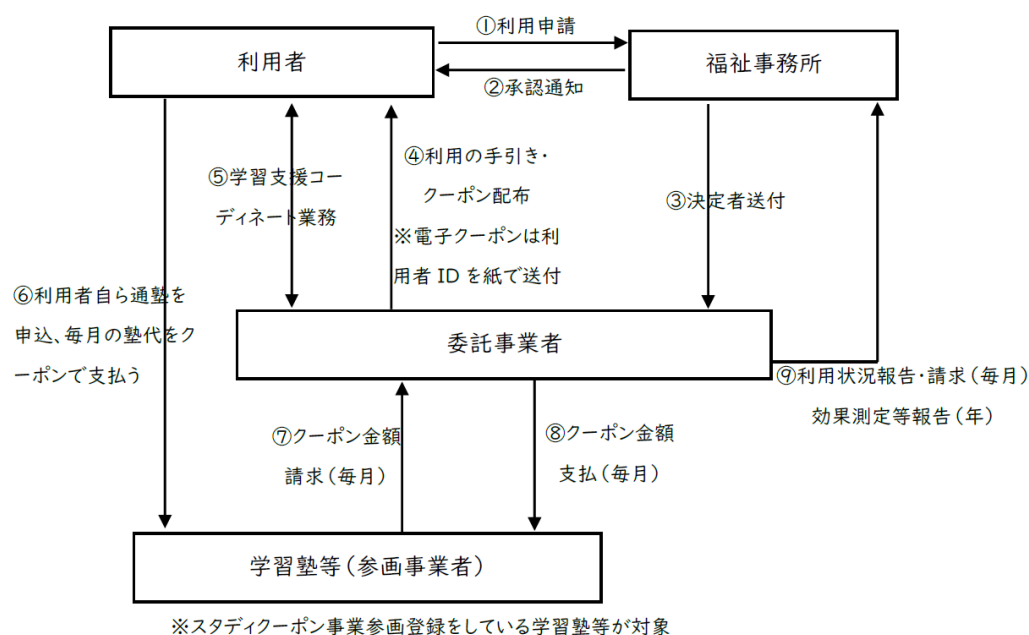 ①利用申請
利用者
福祉事務所
②承認通知
④利用の手引き・
クーポン配布
※電子クーポンは利
用者 ID を紙で送付
⑤学習支援コー
ディネート業務
③決定者送付
⑥利用者自ら通塾を
申込、毎月の塾代をク
ーポンで支払う
委託事業者
⑨利用状況報告・請求（毎月）
効果測定等報告（年）
⑦クーポン金額
請求（毎月）
⑧クーポン金額
支払（毎月）
学習塾等（参画事業者）
※スタディクーポン事業参画登録をしている学習塾等が対象